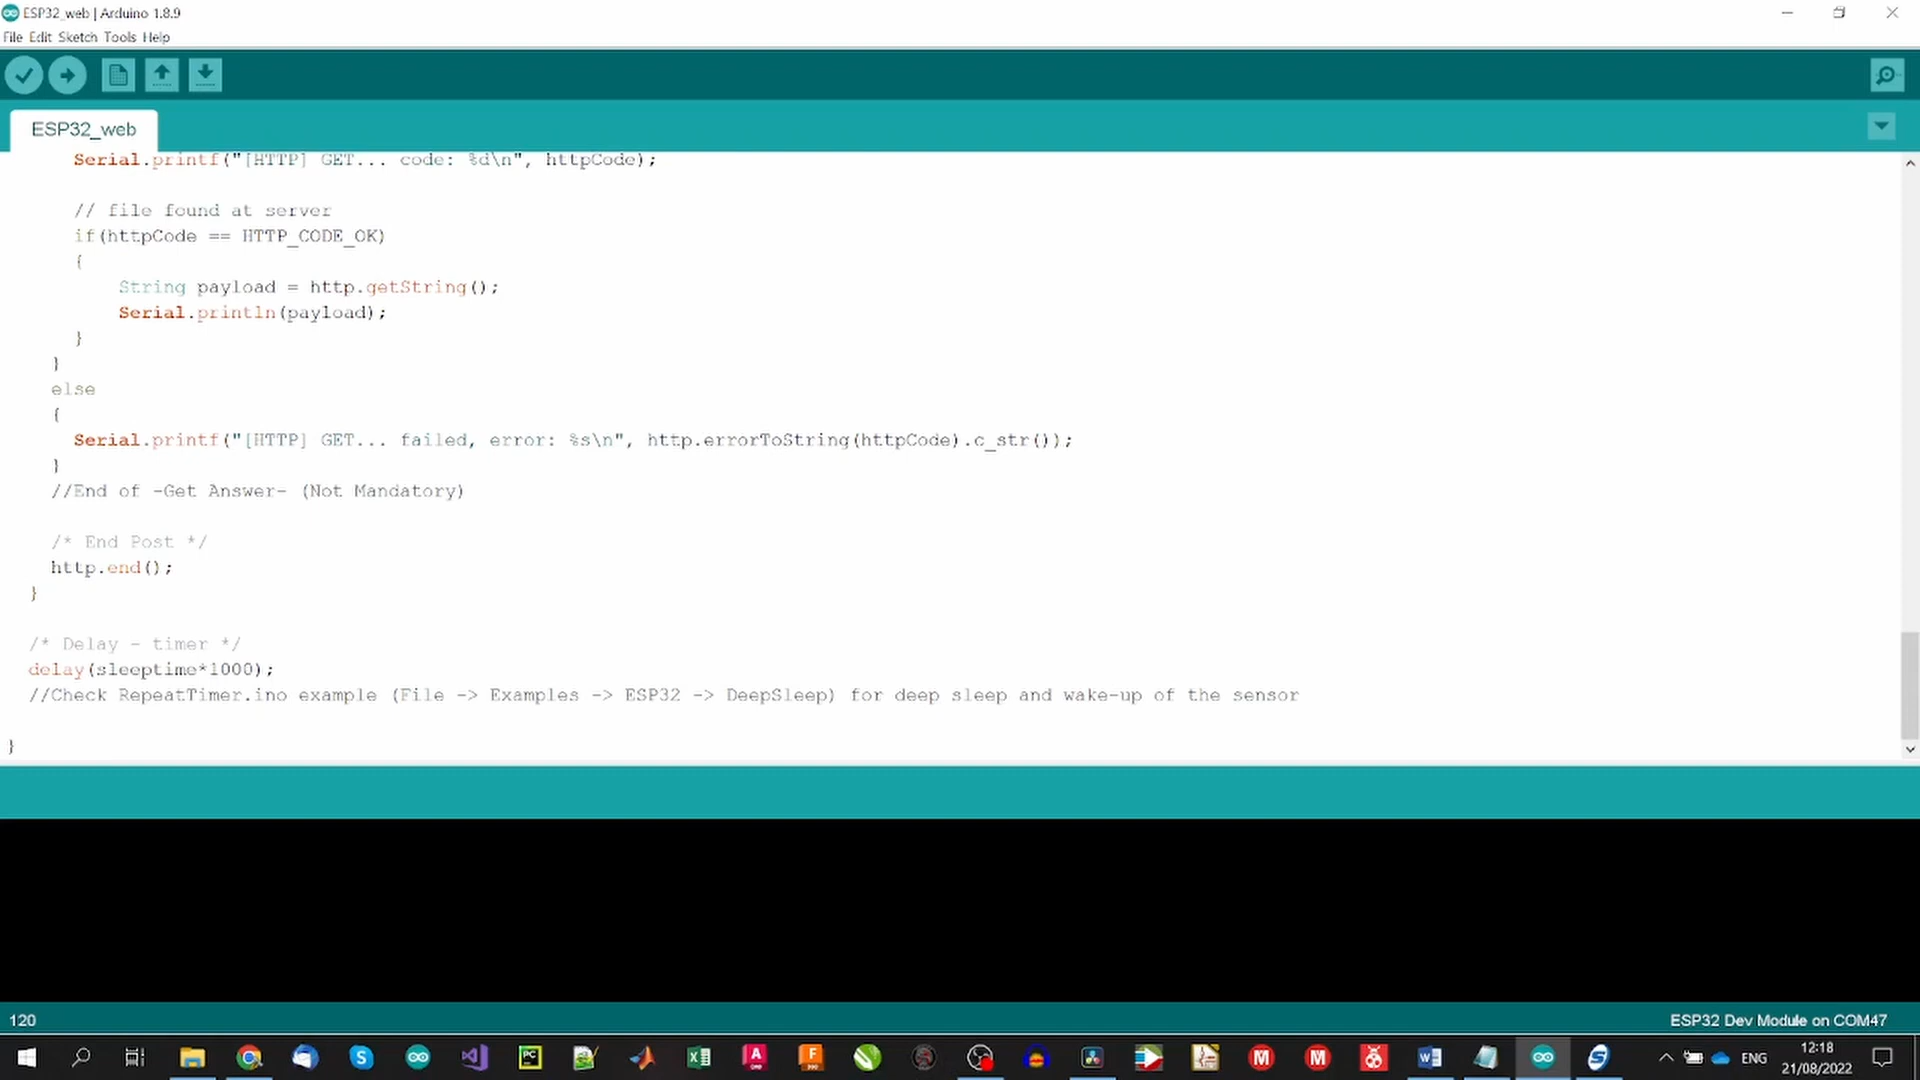 ESP32_web | Arduino 1.8.9
File Edit Sketch Tools Help
ESP32_web
Serial.printf("[HTTP] GET... code: %d\n", httpCode);
// file found at server
if(httpCode == HTTP_CODE_OK)
{
String payload = http.getString();
Serial.println(payload);
}
}
else
{
Serial.printf("[HTTP] GET... failed, error: %s\n", http.errorToString(httpCode).c_str());
}
//End of -Get Answer- (Not Mandatory)
/* End Post */
http.end();
}
/* Delay - timer */
delay(sleeptime*1000);
//Check RepeatTimer.ino example (File -> Examples -> ESP32 -> DeepSleep) for deep sleep and wake-up of the sensor
}
120
ESP32 Dev Module on COM47
ENG
12:18
21/08/2022